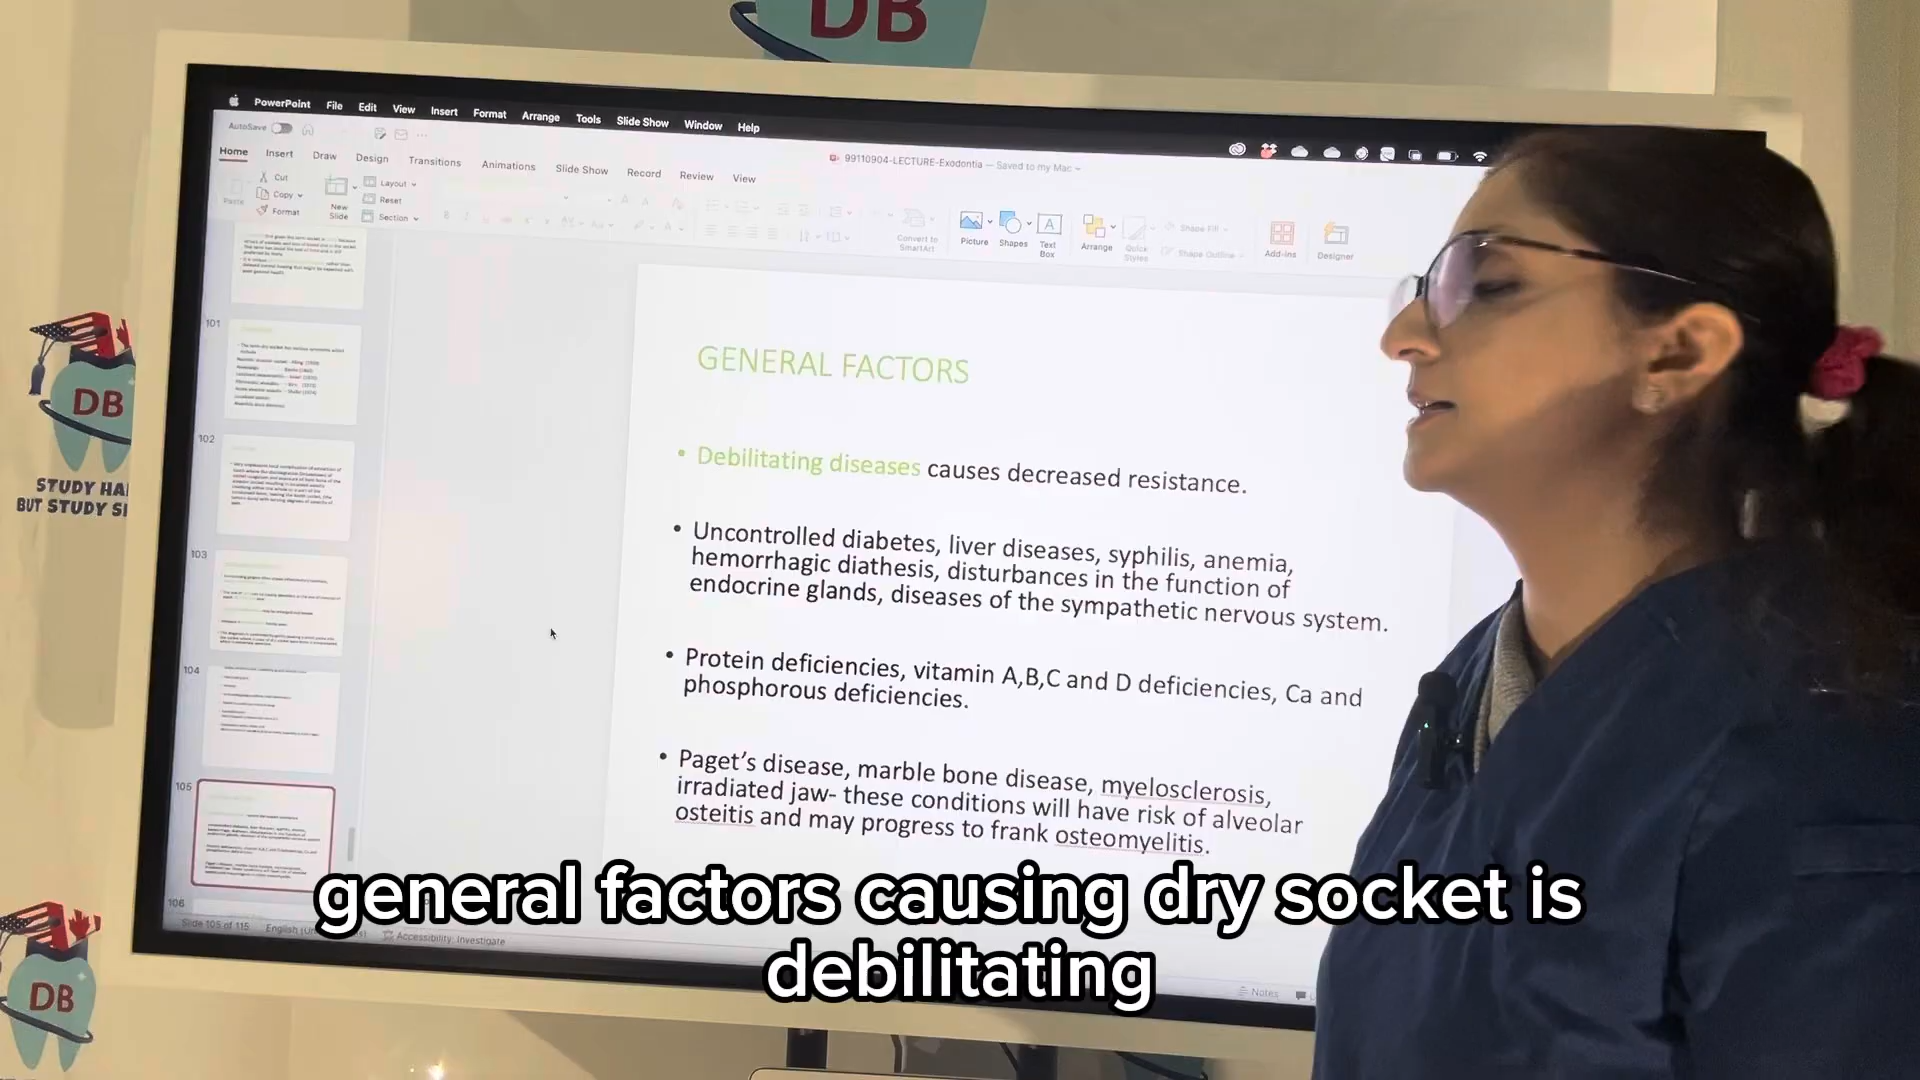 DB
PowerPoint File Edit View Insert Format Arrange Tools Slide Show Window Help
AutoSave
99110904-LECTURE-Exodontia — Saved to my Mac
Home Insert Draw Design Transitions Animations Slide Show Record Review View
Paste
Cut
Copy
Format
New Slide
Layout
Reset
Section
Convert to SmartArt
Picture
Shapes
Text Box
Arrange
Quick Styles
Shape Fill
Shape Outline
Add-ins
Designer
101
102
103
104
105
106
GENERAL FACTORS
• Debilitating diseases causes decreased resistance.
• Uncontrolled diabetes, liver diseases, syphilis, anemia,
hemorrhagic diathesis, disturbances in the function of
endocrine glands, diseases of the sympathetic nervous system.
• Protein deficiencies, vitamin A,B,C and D deficiencies, Ca and
phosphorous deficiencies.
• Paget's disease, marble bone disease, myelosclerosis,
irradiated jaw- these conditions will have risk of alveolar
osteitis and may progress to frank osteomyelitis.
DB
STUDY HA
BUT STUDY S
DB
general factors causing dry socket is
debilitating
Slide 105 of 115
Accessibility: Investigate
Notes